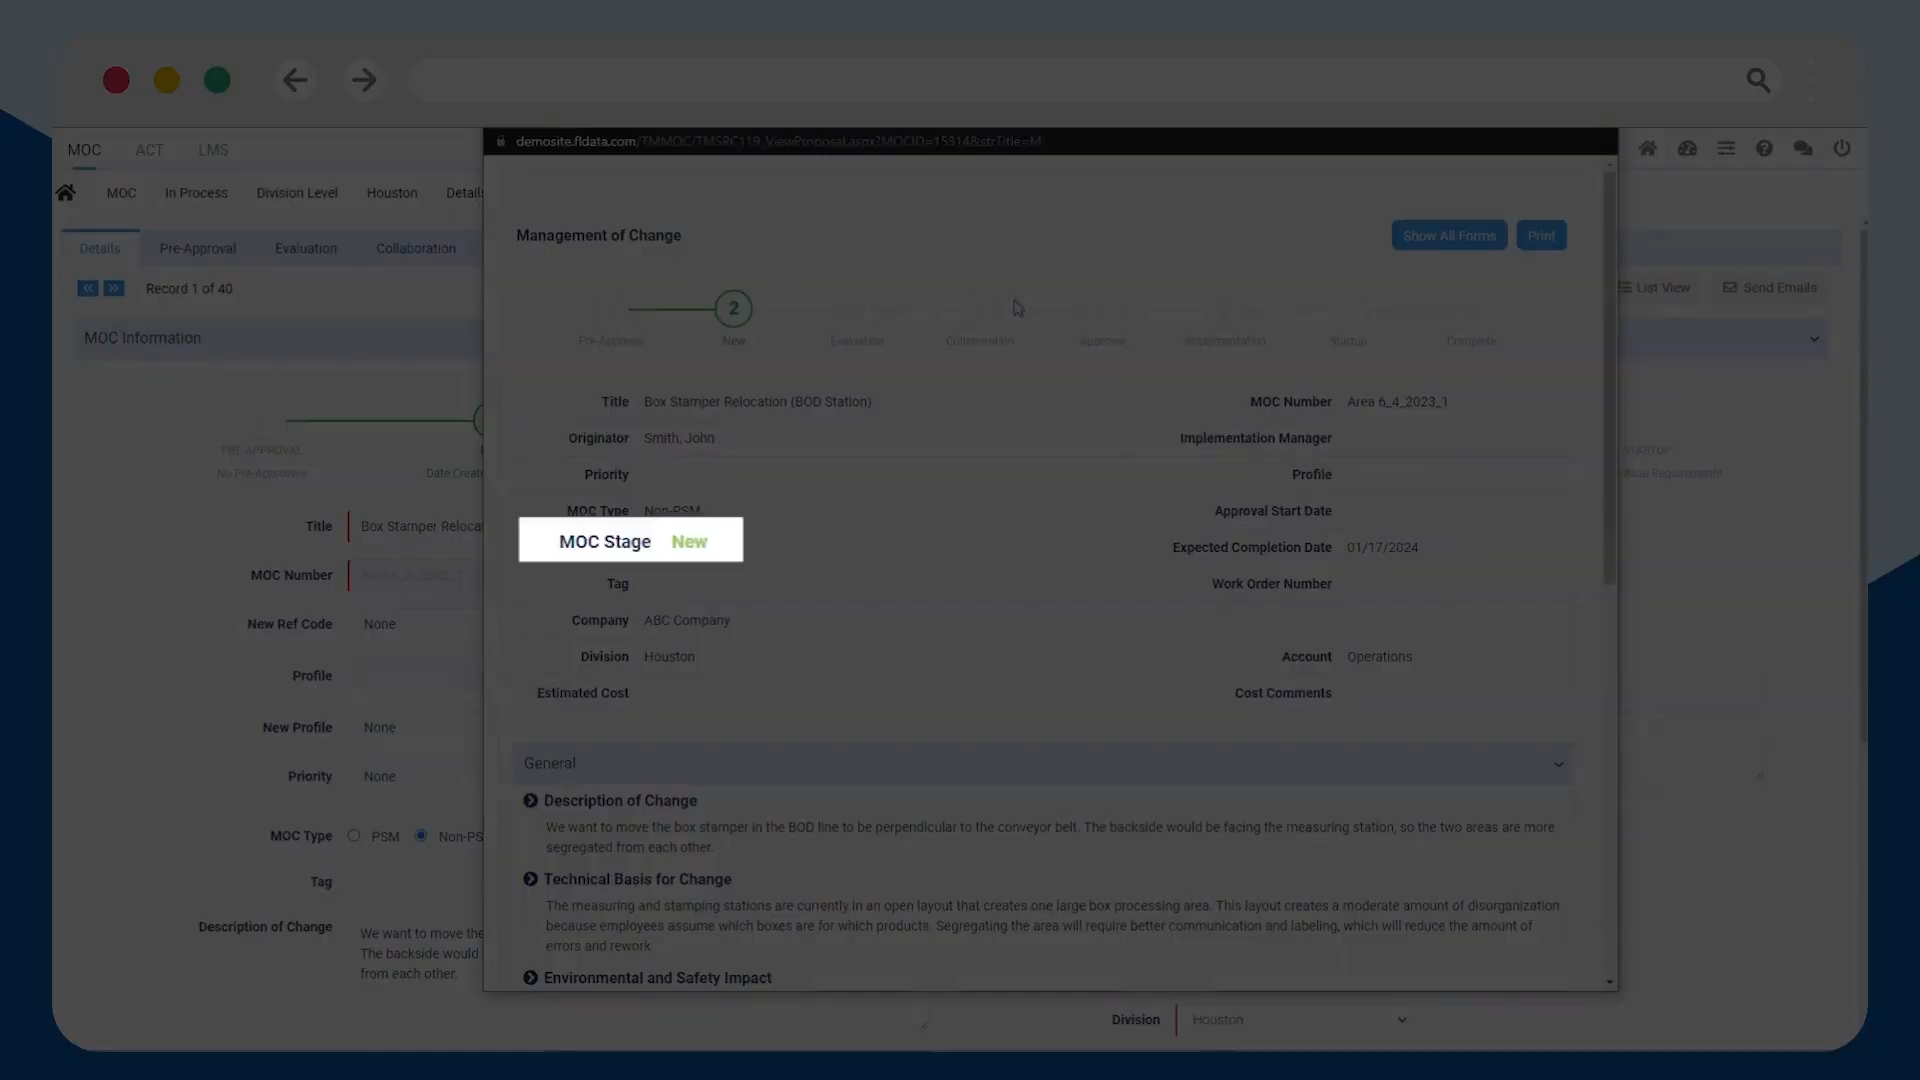 MOC ACT LMS
MOC In Process Division Level Houston Details
Details Pre-Approval Evaluation Collaboration
Record 1 of 40
List View Send Emails
MOC Information
PRE-APPROVAL
No Pre-Approvers
Date Create
STARTUP
Title Box Stamper Reloca
MOC Number
New Ref Code None
Profile
New Profile None
Priority None
MOC Type PSM Non-PS
Tag
Description of Change We want to move the
The backside would
from each other.
Division Houston
demosite.fldata.com/TMMOC/TMSRC119_ViewProposal.aspx?MOCID=15314&strTitle=M
Management of Change
Show All Forms Print
2
Pre-Approval New Evaluation Collaboration Approval Implementation Startup Complete
Title Box Stamper Relocation (BOD Station) MOC Number Area 6_4_2023_1
Originator Smith, John Implementation Manager
Priority Profile
MOC Type Non-PSM Approval Start Date
MOC Stage New Expected Completion Date 01/17/2024
Tag Work Order Number
Company ABC Company
Division Houston Account Operations
Estimated Cost Cost Comments
General
Description of Change
We want to move the box stamper in the BOD line to be perpendicular to the conveyor belt. The backside would be facing the measuring station, so the two areas are more
segregated from each other.
Technical Basis for Change
The measuring and stamping stations are currently in an open layout that creates one large box processing area. This layout creates a moderate amount of disorganization
because employees assume which boxes are for which products. Segregating the area will require better communication and labeling, which will reduce the amount of
errors and rework.
Environmental and Safety Impact